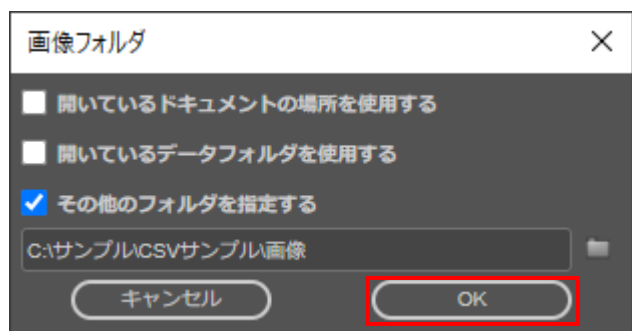 画像フォルダ
開いているドキュメントの場所を使用する
開いているデータフォルダを使用する
その他のフォルダを指定する
C:\サンプル\CSVサンプル\画像
キャンセル OK